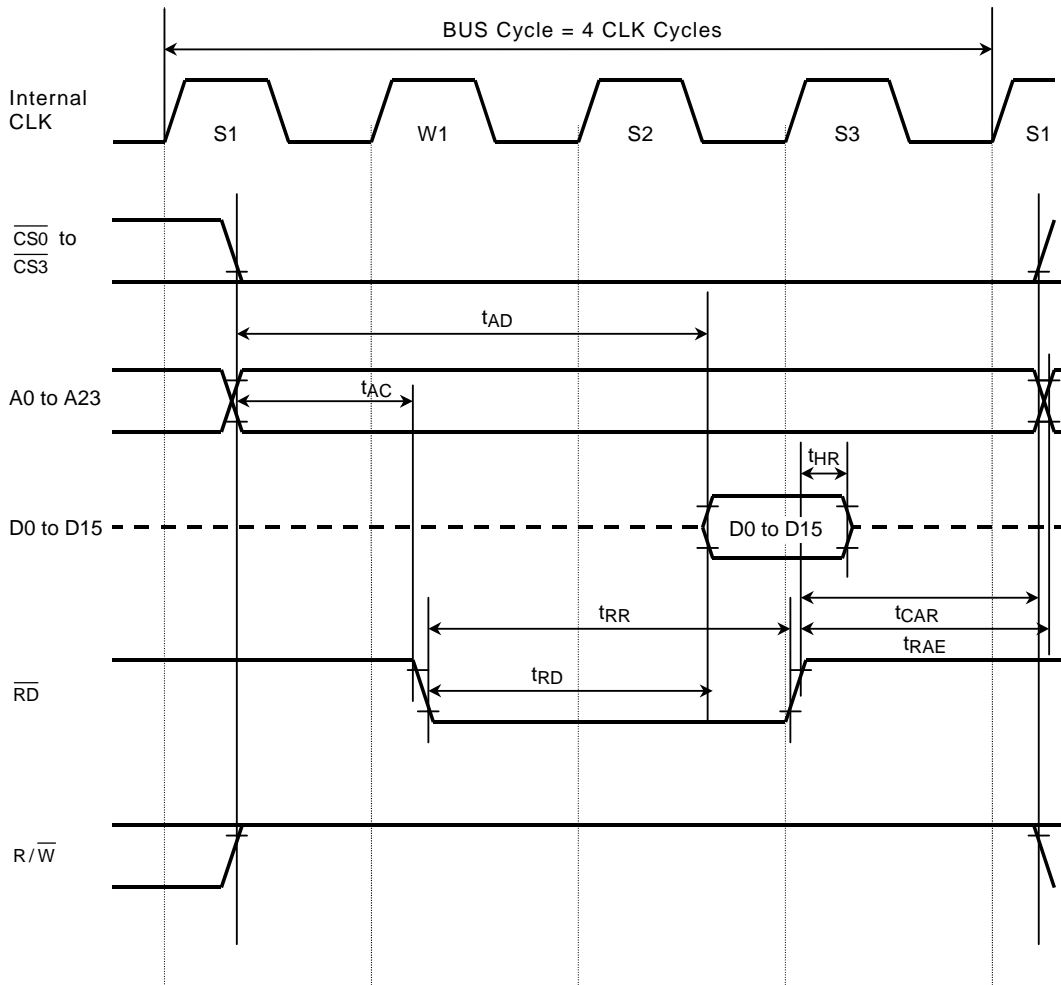 BUS Cycle = 4 CLK Cycles
Internal
CLK
S1 W1 S2 S3 S1
CS0 to
CS3
tAD
A0 to A23
tAC
tHR
D0 to D15
D0 to D15
tRR
tCAR
tRAE
tRD
RD
R/W